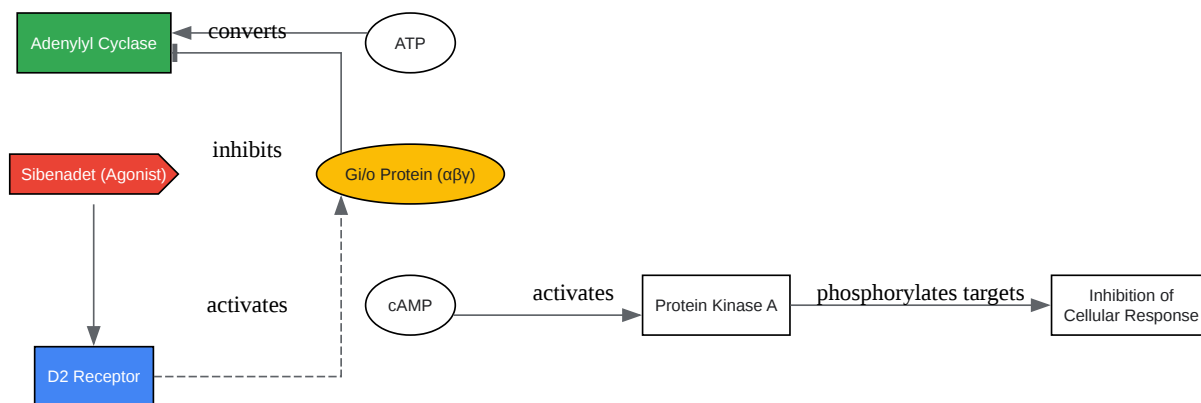 Adenylyl Cyclase
converts
ATP
inhibits
Sibenadet (Agonist)
Gi/o Protein (αβγ)
activates
cAMP
activates
Protein Kinase A
phosphorylates targets
Inhibition of
Cellular Response
D2 Receptor